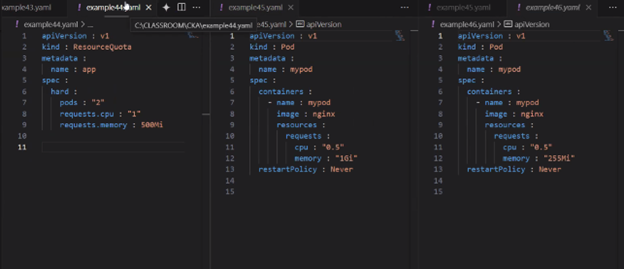 example43.yaml
example44.yaml
example45.yaml
example45.yaml
example46.yaml
example44.yaml > ...
C:\CLASSROOM\CKA\example44.yaml
1 apiVersion : v1
2 kind : ResourceQuota
3 metadata :
4 name : app
5 spec :
6 hard :
7 pods : "2"
8 requests.cpu : "1"
9 requests.memory : 500Mi
10
11
example45.yaml > apiVersion
1 apiVersion : v1
2 kind : Pod
3 metadata :
4 name : mypod
5 spec :
6 containers :
7 - name : mypod
8 image : nginx
9 resources :
10 requests :
11 cpu : "0.5"
12 memory : "1Gi"
13 restartPolicy : Never
14
15
example46.yaml > apiVersion
1 apiVersion : v1
2 kind : Pod
3 metadata :
4 name : mypod
5 spec :
6 containers :
7 - name : mypod
8 image : nginx
9 resources :
10 requests :
11 cpu : "0.5"
12 memory : "255Mi"
13 restartPolicy : Never
14
15